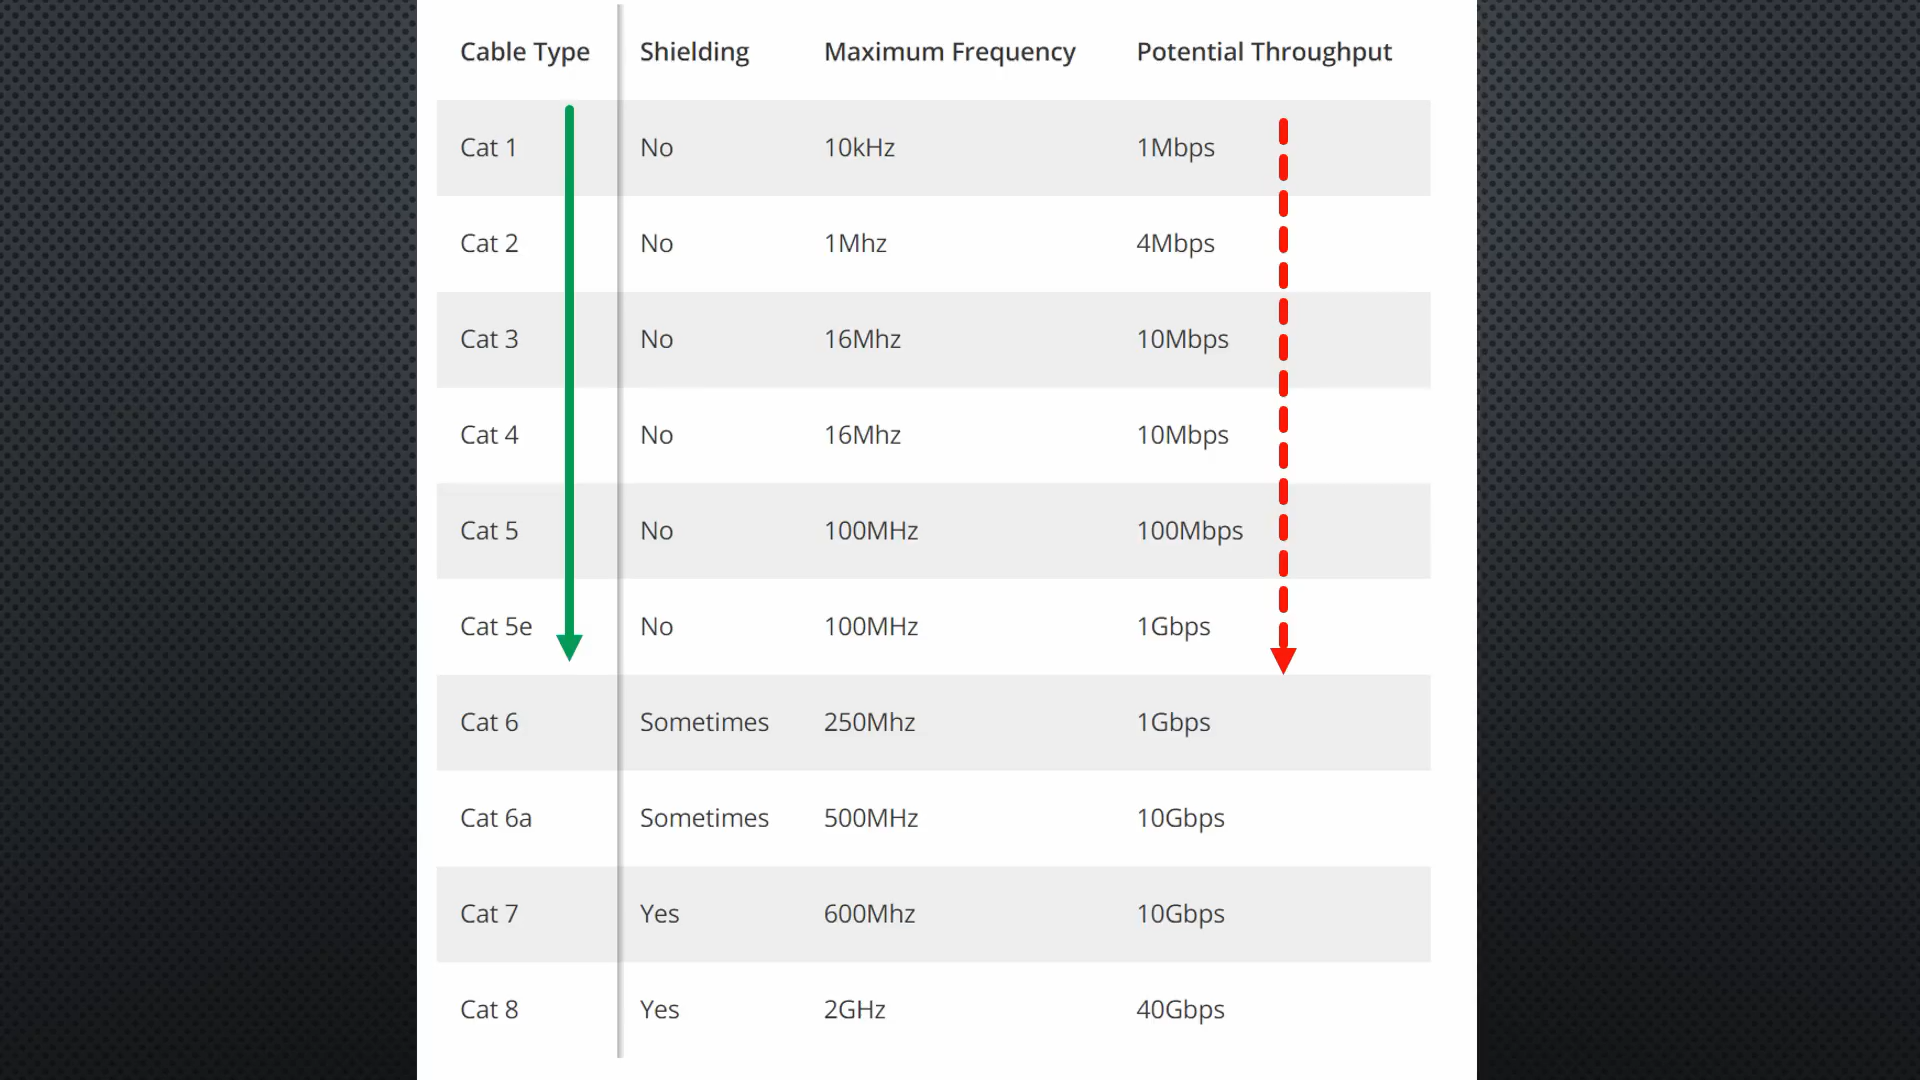 Cable Type Shielding Maximum Frequency Potential Throughput
Cat 1 No 10kHz 1Mbps
Cat 2 No 1Mhz 4Mbps
Cat 3 No 16Mhz 10Mbps
Cat 4 No 16Mhz 10Mbps
Cat 5 No 100MHz 100Mbps
Cat 5e No 100MHz 1Gbps
Cat 6 Sometimes 250Mhz 1Gbps
Cat 6a Sometimes 500MHz 10Gbps
Cat 7 Yes 600Mhz 10Gbps
Cat 8 Yes 2GHz 40Gbps